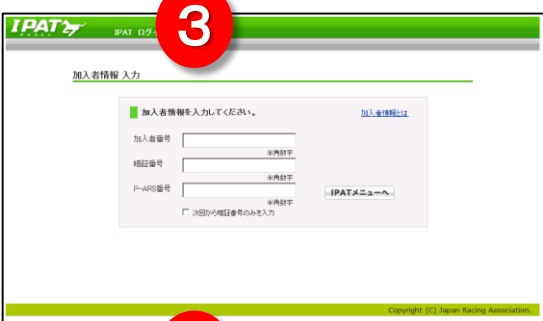 IPAT
IPAT ログ
3
加入者情報 入力
加入者情報を入力してください。
加入者情報とは
加入者番号
半角数字
暗証番号
半角数字
P-ARS番号
半角数字
IPATメニューへ
次回から暗証番号のみを入力
Copyright (C) Japan Racing Association.